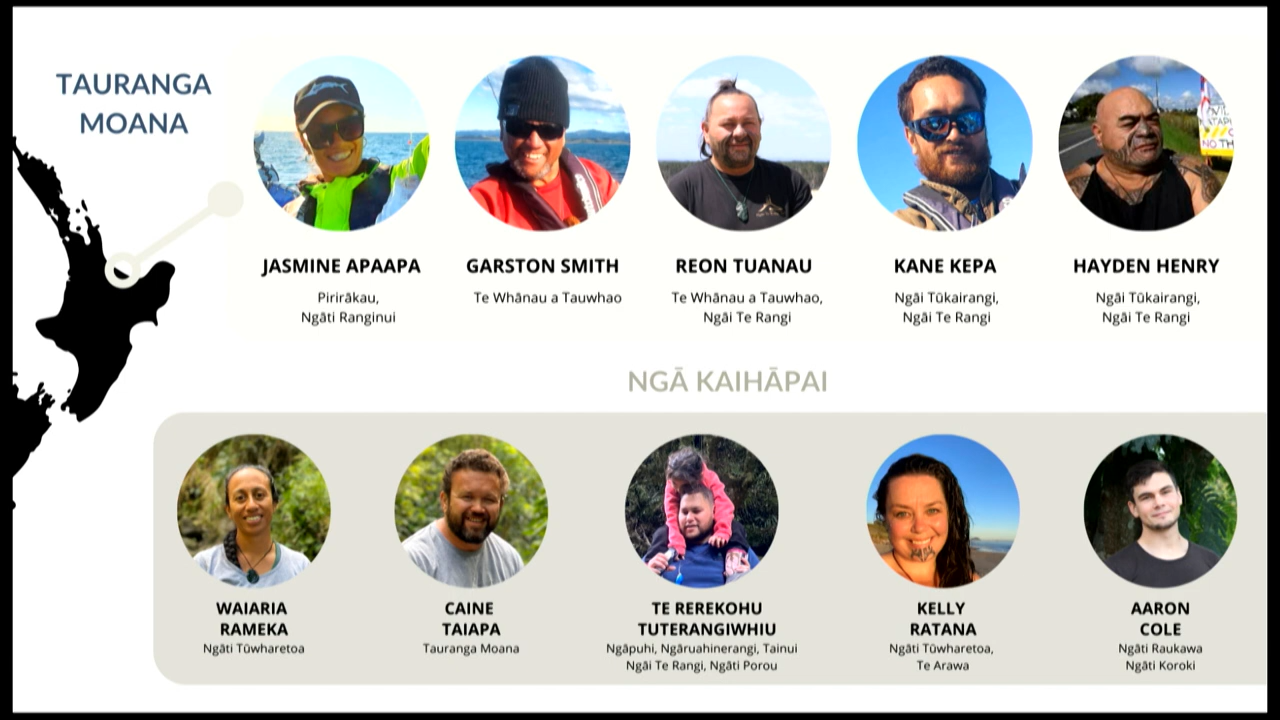 TAURANGA
MOANA
JASMINE APAAPA
Pirirākau,
Ngāti Ranginui
GARSTON SMITH
Te Whānau a Tauwhao
REON TUANAU
Te Whānau a Tauwhao,
Ngāi Te Rangi
KANE KEPA
Ngāi Tūkairangi,
Ngāi Te Rangi
HAYDEN HENRY
Ngāi Tūkairangi,
Ngāi Te Rangi
NGĀ KAIHĀPAI
WAIARIA
RAMEKA
Ngāti Tūwharetoa
CAINE
TAIAPA
Tauranga Moana
TE REREKOHU
TUTERANGIWHIU
Ngāpuhi, Ngāruahinerangi, Tainui
Ngāi Te Rangi, Ngāti Porou
KELLY
RATANA
Ngāti Tūwharetoa,
Te Arawa
AARON
COLE
Ngāti Raukawa
Ngāti Koroki